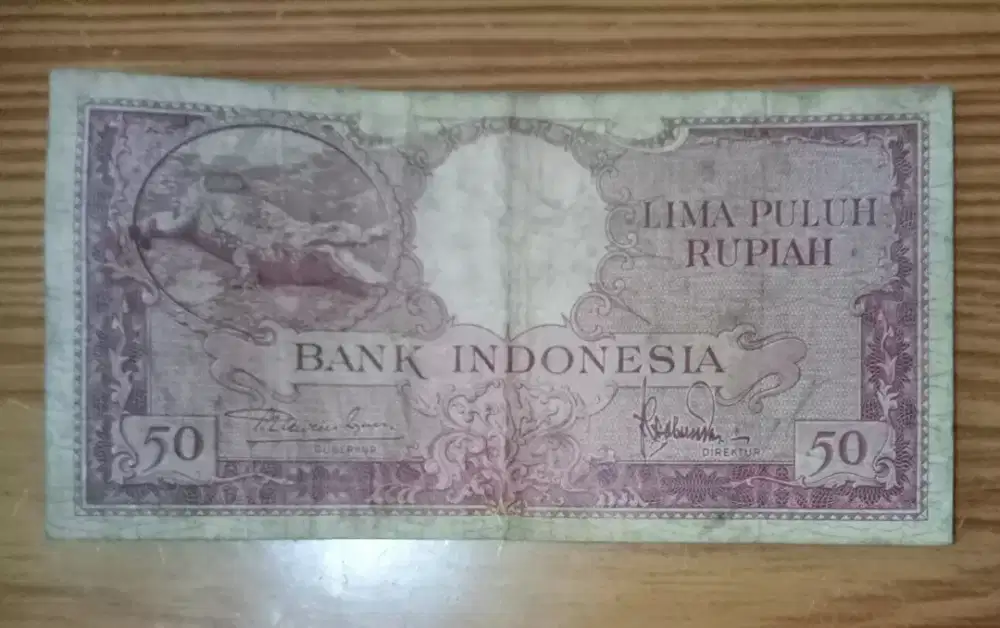 LIMA PULUH
RUPIAH
BANK INDONESIA
GUBERNUR
DIREKTUR
50
50